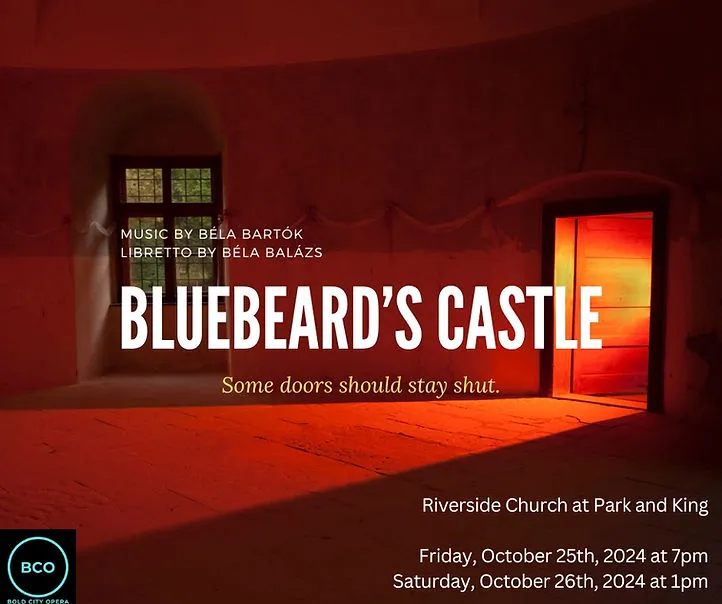 MUSIC BY BÉLA BARTÓK
LIBRETTO BY BÉLA BALÁZS
BLUEBEARD'S CASTLE
Some doors should stay shut.
Riverside Church at Park and King
Friday, October 25th, 2024 at 7pm
Saturday, October 26th, 2024 at 1pm
BCO
BOLD CITY OPERA